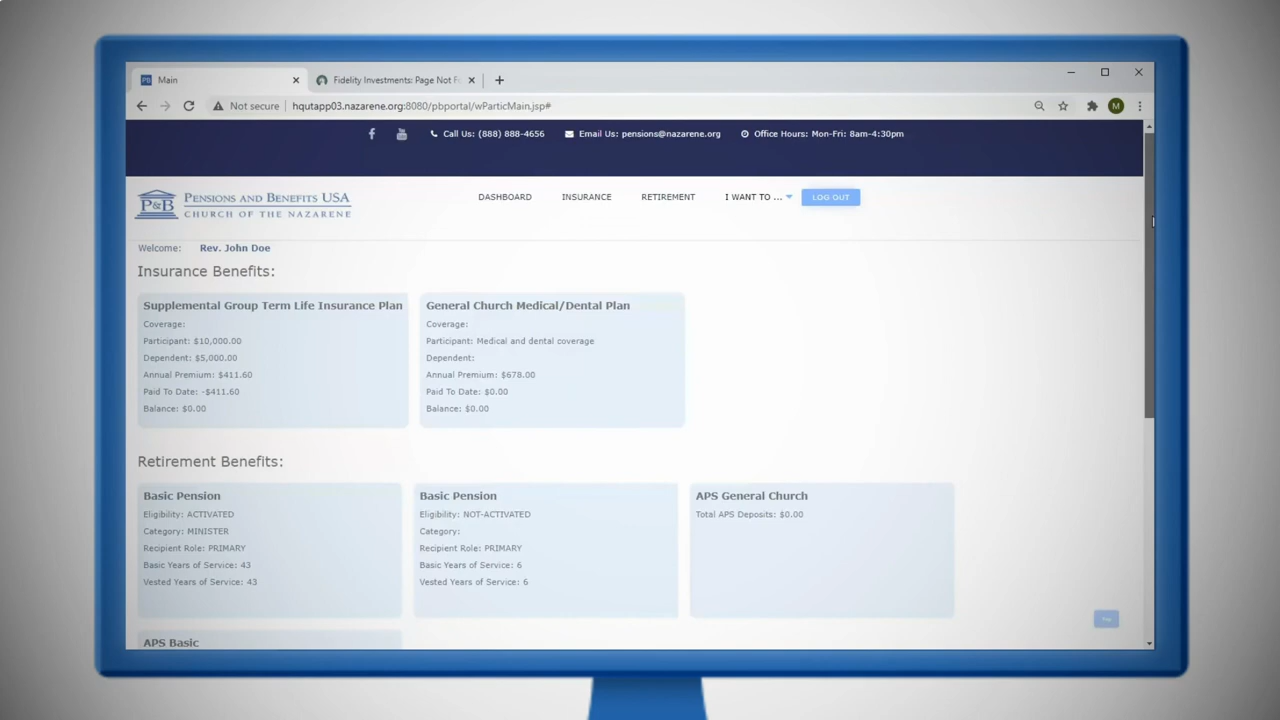 Main
Fidelity Investments: Page Not F
Not secure
hqutapp03.nazarene.org:8080/pbportal/wParticMain.jsp#
M
Call Us: (888) 888-4656
Email Us: pensions@nazarene.org
Office Hours: Mon-Fri: 8am-4:30pm
P&B
PENSIONS AND BENEFITS USA
CHURCH OF THE NAZARENE
DASHBOARD
INSURANCE
RETIREMENT
I WANT TO ...
LOG OUT
Welcome: Rev. John Doe
Insurance Benefits:
Supplemental Group Term Life Insurance Plan
Coverage:
Participant: $10,000.00
Dependent: $5,000.00
Annual Premium: $411.60
Paid To Date: -$411.60
Balance: $0.00
General Church Medical/Dental Plan
Coverage:
Participant: Medical and dental coverage
Dependent:
Annual Premium: $678.00
Paid To Date: $0.00
Balance: $0.00
Retirement Benefits:
Basic Pension
Eligibility: ACTIVATED
Category: MINISTER
Recipient Role: PRIMARY
Basic Years of Service: 43
Vested Years of Service: 43
Basic Pension
Eligibility: NOT-ACTIVATED
Category:
Recipient Role: PRIMARY
Basic Years of Service: 6
Vested Years of Service: 6
APS General Church
Total APS Deposits: $0.00
APS Basic